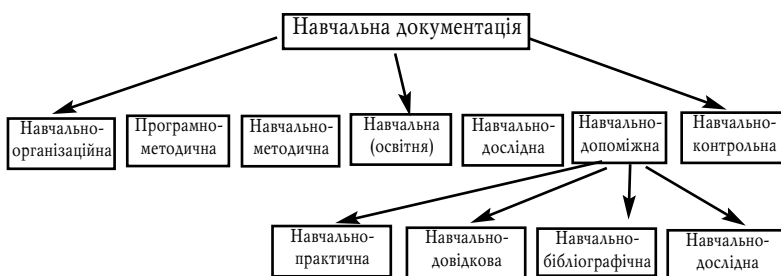 Навчальна документація
Навчально-
організаційна
Програмно-
методична
Навчально-
методична
Навчальна
(освітня)
Навчально-
дослідна
Навчально-
допоміжна
Навчально-
контрольна
Навчально-
практична
Навчально-
довідкова
Навчально-
бібліографічна
Навчально-
дослідна